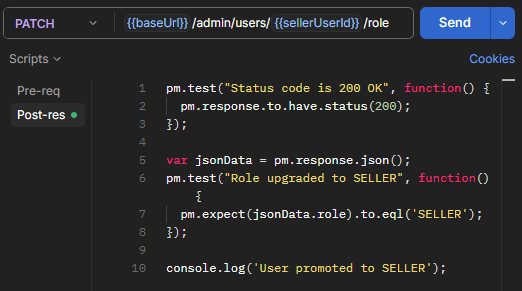 PATCH {{baseUrl}} /admin/users/ {{sellerUserId}} /role Send
Scripts Cookies
Pre-req
Post-res
1 pm.test("Status code is 200 OK", function() {
2 pm.response.to.have.status(200);
3 });
4
5 var jsonData = pm.response.json();
6 pm.test("Role upgraded to SELLER", function()
{
7 pm.expect(jsonData.role).to.eql('SELLER');
8 });
9
10 console.log('User promoted to SELLER');